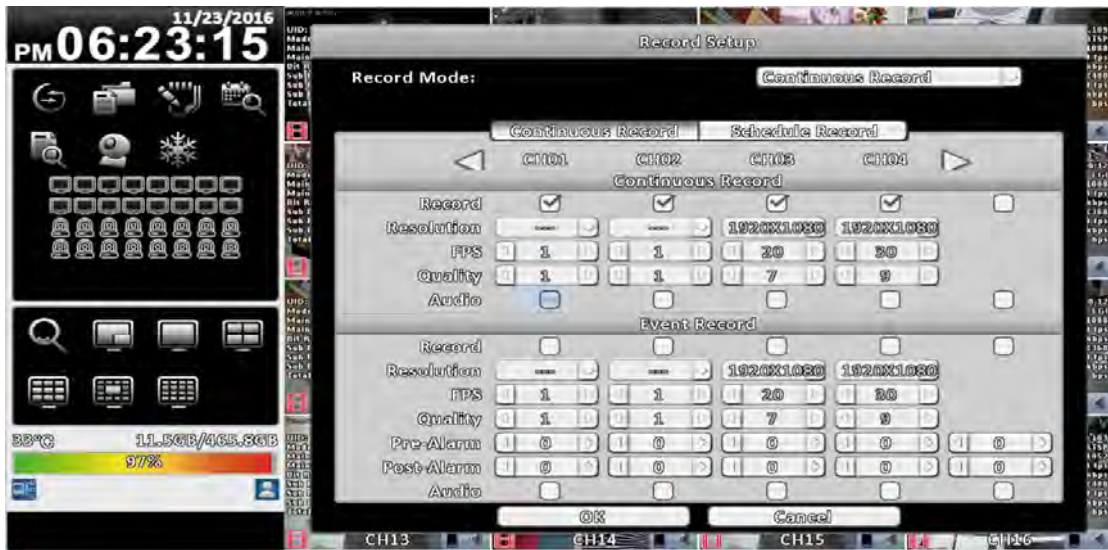 11/23/2016
PM 06:23:15
Record Setup
Record Mode: Continuous Record
Continuous Record Schedule Record
CH01 CH02 CH03 CH04
Continuous Record
Record
Resolution ---- ---- 1920X1080 1920X1080
FPS 1 1 20 30
Quality 1 1 7 9
Audio
Event Record
Record
Resolution ---- ---- 1920X1080 1920X1080
FPS 1 1 20 30
Quality 1 1 7 9
Pre-Alarm 0 0 0 0 0
Post-Alarm 0 0 0 0 0
Audio
OK Cancel
33°C 11.5GB/465.8GB
97%
CH13 CH14 CH15 CH16